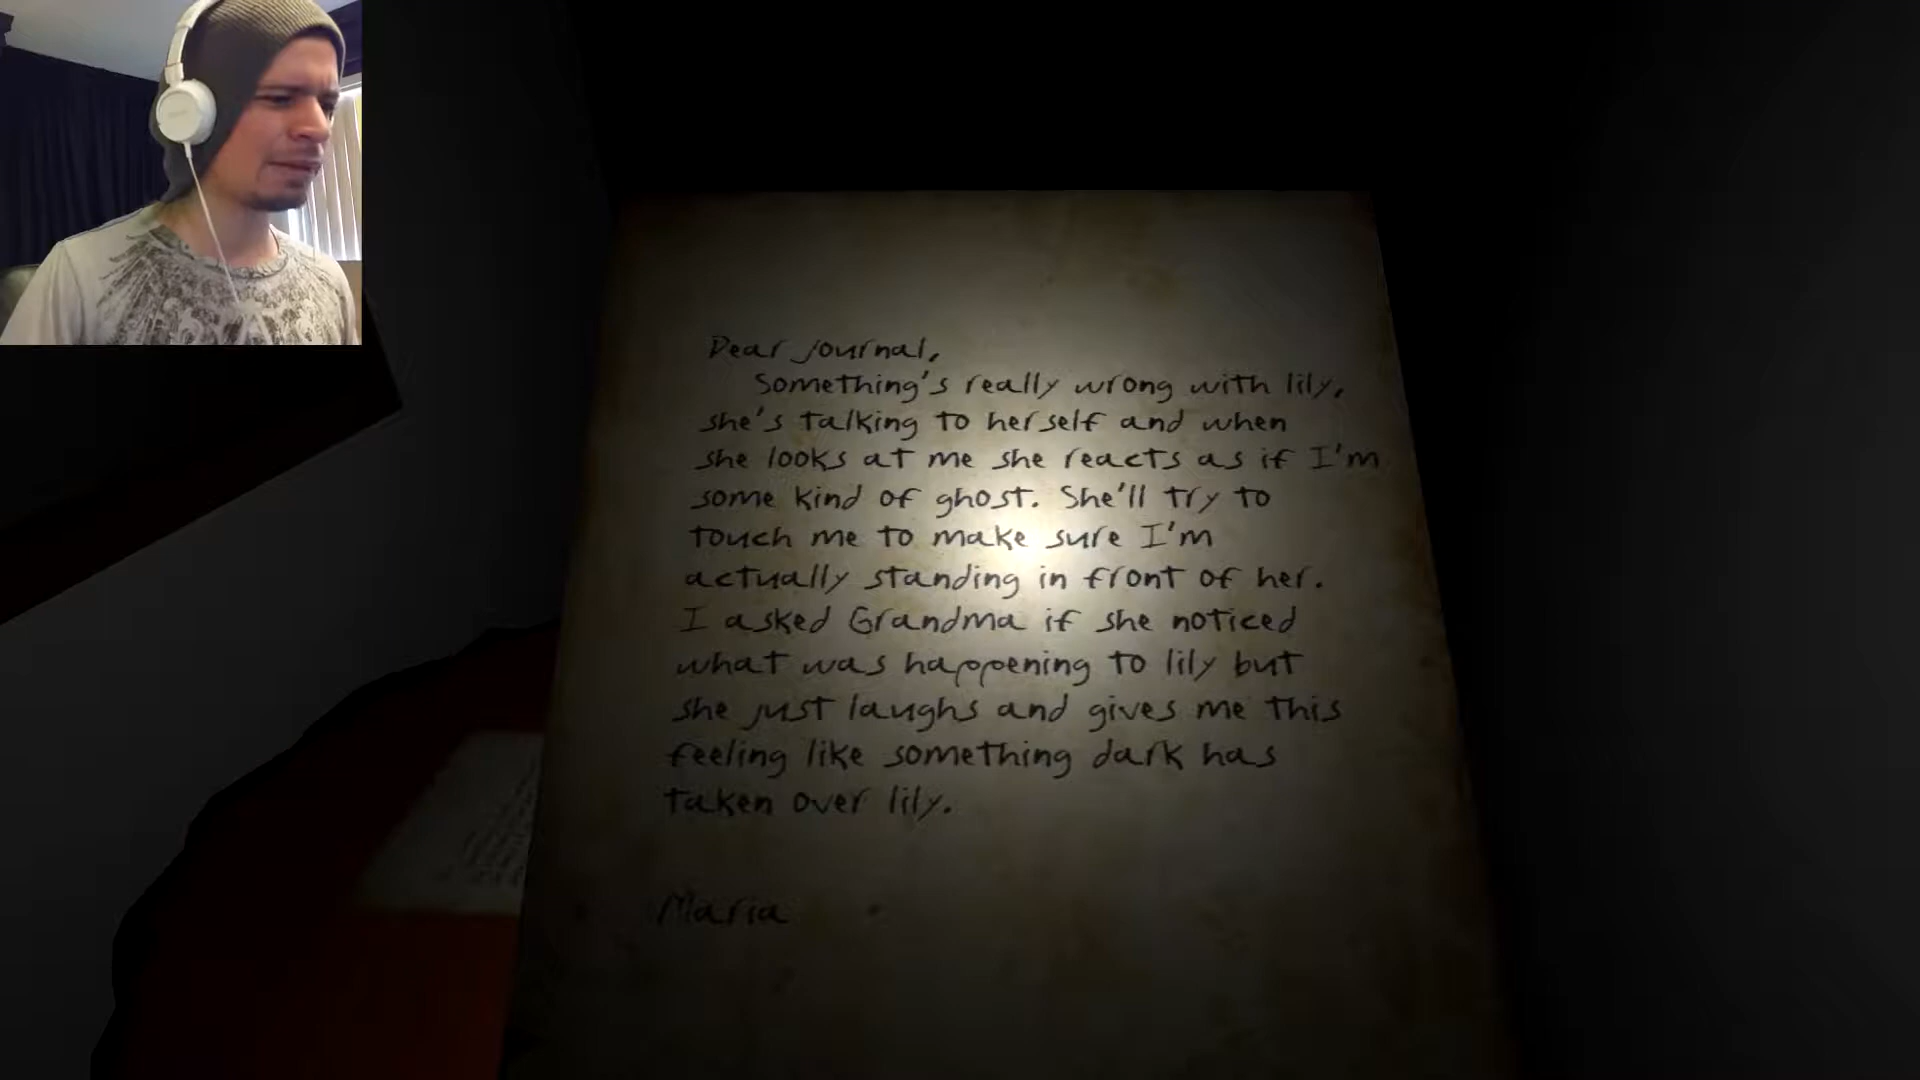 Dear Journal,
Something's really wrong with lily,
she's talking to herself and when
she looks at me she reacts as if I'm
some kind of ghost. She'll try to
touch me to make sure I'm
actually standing in front of her.
I asked Grandma if she noticed
what was happening to lily but
she just laughs and gives me this
feeling like something dark has
taken over lily.
Maria